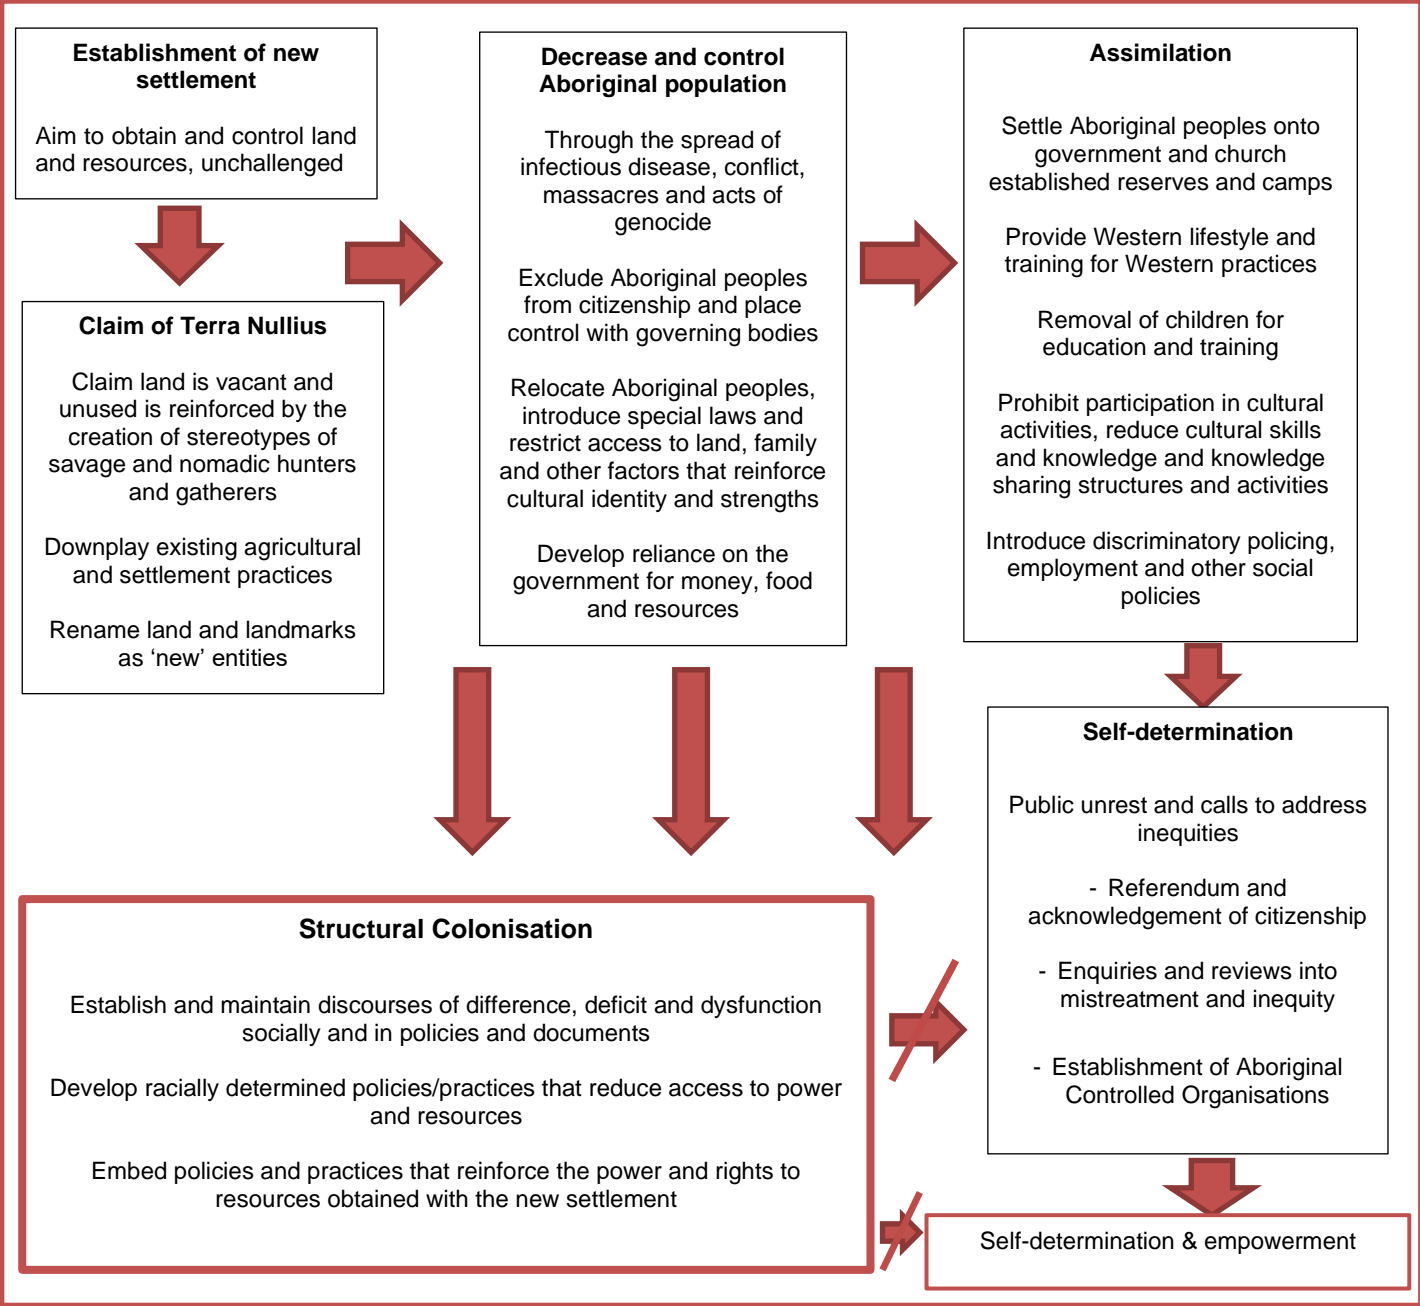 Establishment of new
settlement
Aim to obtain and control land
and resources, unchallenged
Claim of Terra Nullius
Claim land is vacant and
unused is reinforced by the
creation of stereotypes of
savage and nomadic hunters
and gatherers
Downplay existing agricultural
and settlement practices
Rename land and landmarks
as ‘new’ entities
Decrease and control
Aboriginal population
Through the spread of
infectious disease, conflict,
massacres and acts of
genocide
Exclude Aboriginal peoples
from citizenship and place
control with governing bodies
Relocate Aboriginal peoples,
introduce special laws and
restrict access to land, family
and other factors that reinforce
cultural identity and strengths
Develop reliance on the
government for money, food
and resources
Assimilation
Settle Aboriginal peoples onto
government and church
established reserves and camps
Provide Western lifestyle and
training for Western practices
Removal of children for
education and training
Prohibit participation in cultural
activities, reduce cultural skills
and knowledge and knowledge
sharing structures and activities
Introduce discriminatory policing,
employment and other social
policies
Self-determination
Public unrest and calls to address
inequities
- Referendum and
acknowledgement of citizenship
- Enquiries and reviews into
mistreatment and inequity
- Establishment of Aboriginal
Controlled Organisations
Structural Colonisation
Establish and maintain discourses of difference, deficit and dysfunction
socially and in policies and documents
Develop racially determined policies/practices that reduce access to power
and resources
Embed policies and practices that reinforce the power and rights to
resources obtained with the new settlement
Self-determination & empowerment